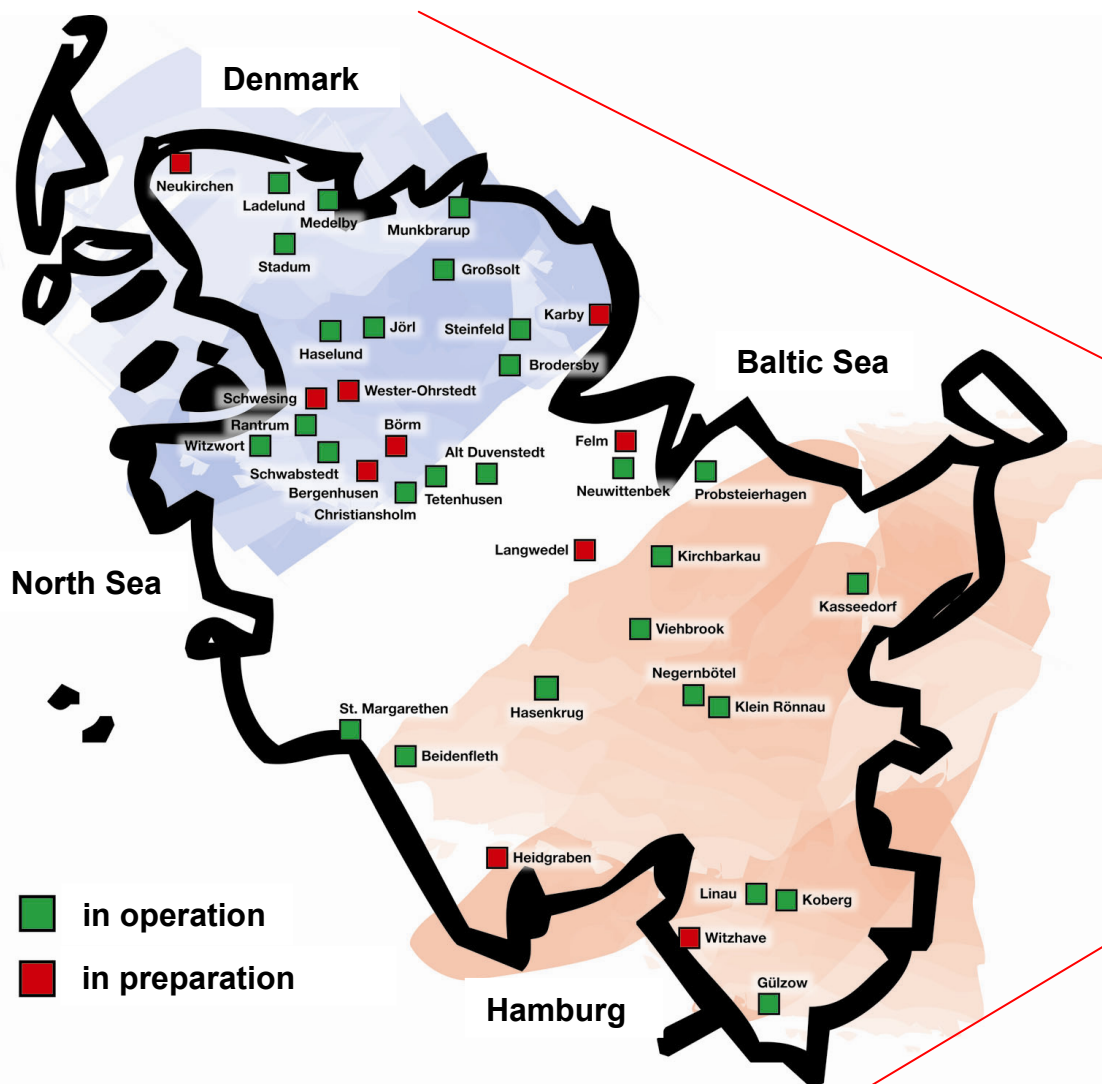 Denmark
Neukirchen
Ladelund
Medelby
Munkbrarup
Stadum
Großsolt
Karby
Jörl
Steinfeld
Haselund
Brodersby
Baltic Sea
Wester-Ohrstedt
Schwesing
Rantrum
Börm
Witzwort
Felm
Alt Duvenstedt
Schwabstedt
Neuwittenbek
Probsteierhagen
Bergenhusen
Tetenhusen
Christiansholm
Langwedel
Kirchbarkau
North Sea
Kasseedorf
Viehbrook
Negernbötel
St. Margarethen
Hasenkrug
Klein Rönnau
Beidenfleth
Heidgraben
Linau
Koberg
in operation
Witzhave
in preparation
Gülzow
Hamburg